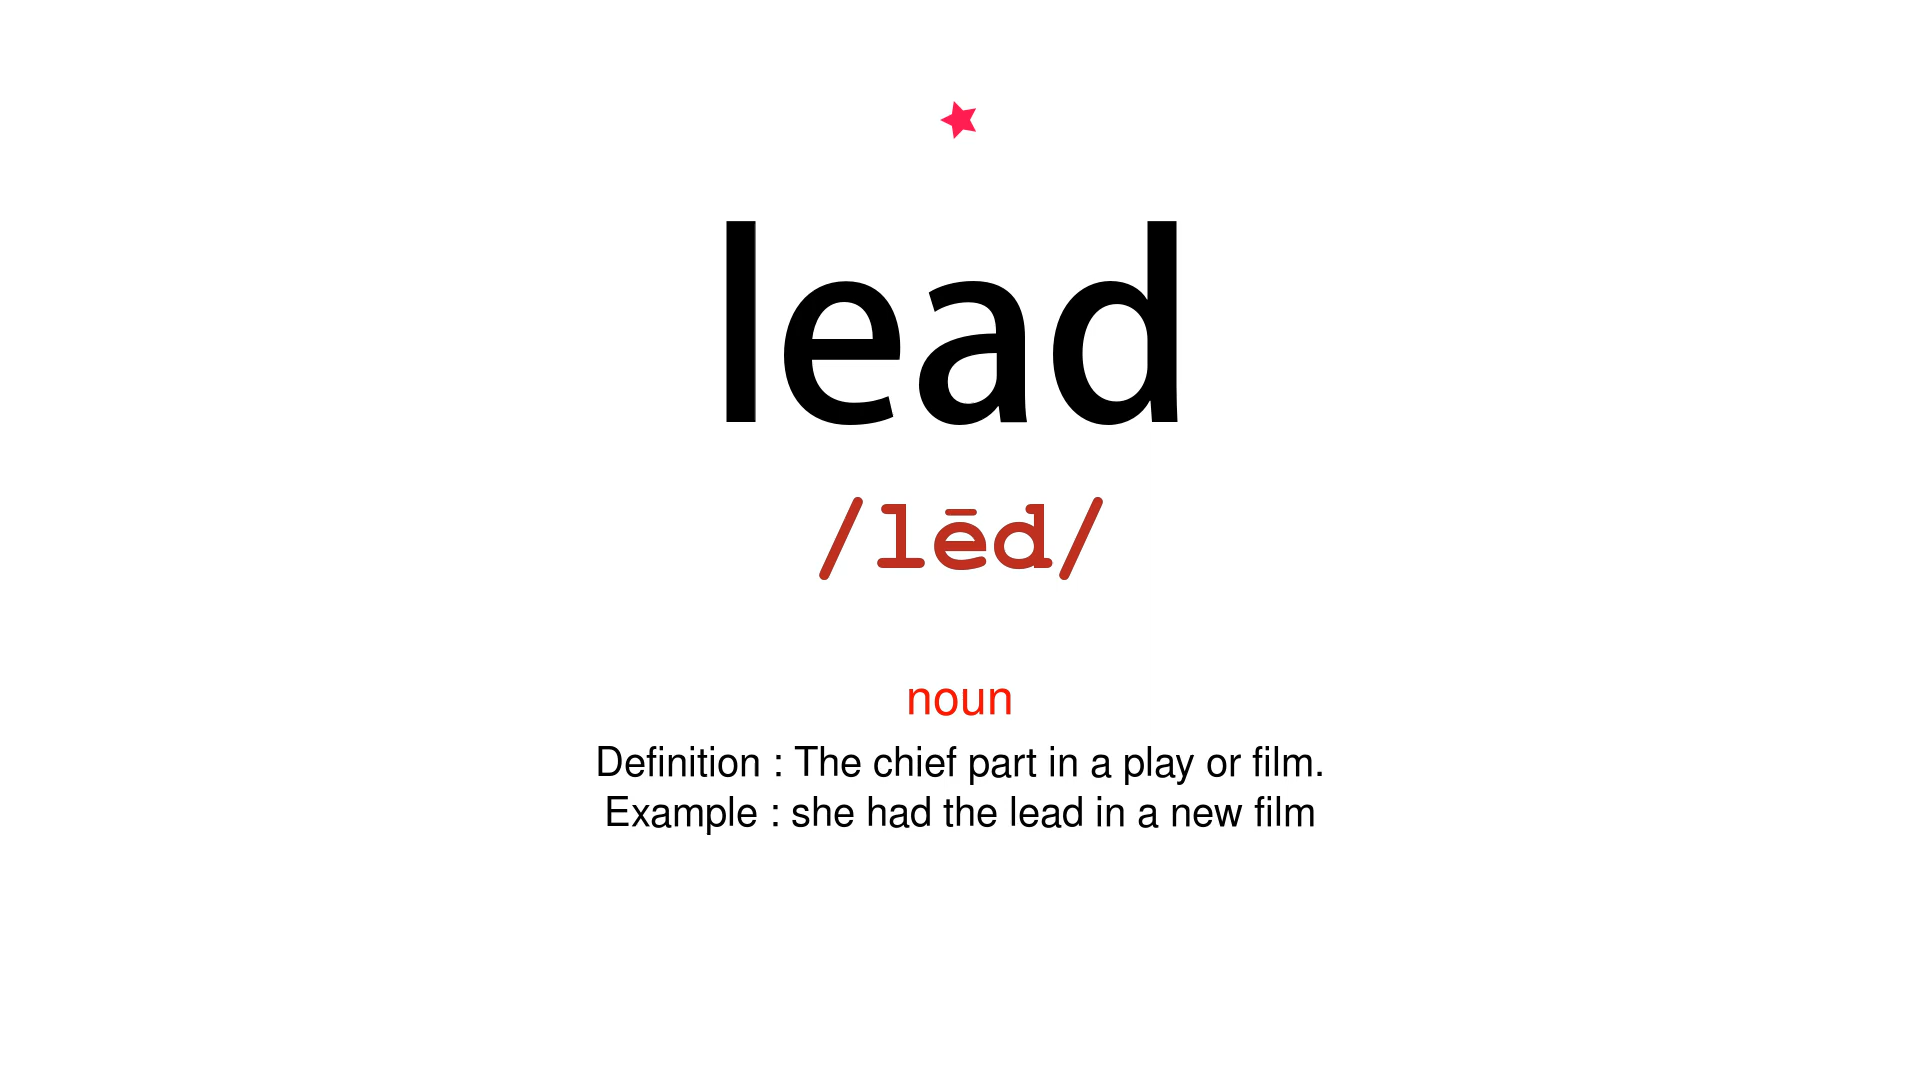 lead
/lēd/
noun
Definition : The chief part in a play or film.
Example : she had the lead in a new film